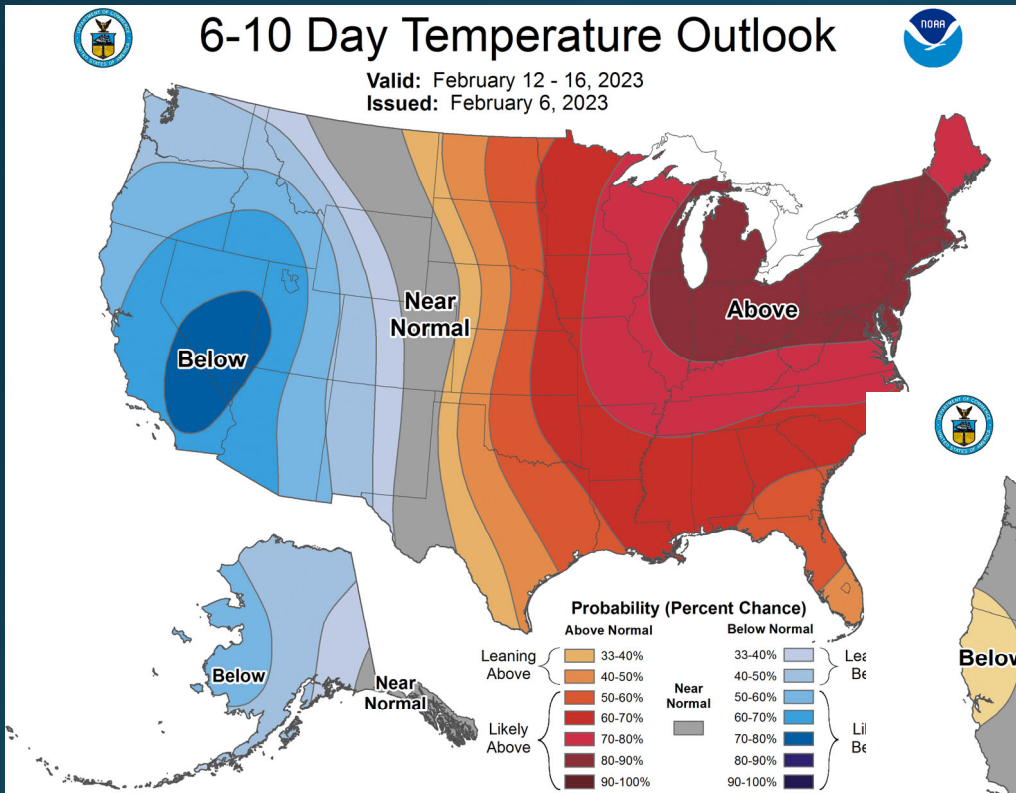 6-10 Day Temperature Outlook
NOAA
Valid: February 12 - 16, 2023
Issued: February 6, 2023
Near
Normal
Above
Below
Below
Near
Normal
Probability (Percent Chance)
Above Normal
Below Normal
Leaning
Above
33-40%
40-50%
Likely
Above
50-60%
60-70%
70-80%
80-90%
90-100%
Near
Normal
33-40%
40-50%
50-60%
60-70%
70-80%
80-90%
90-100%
Below